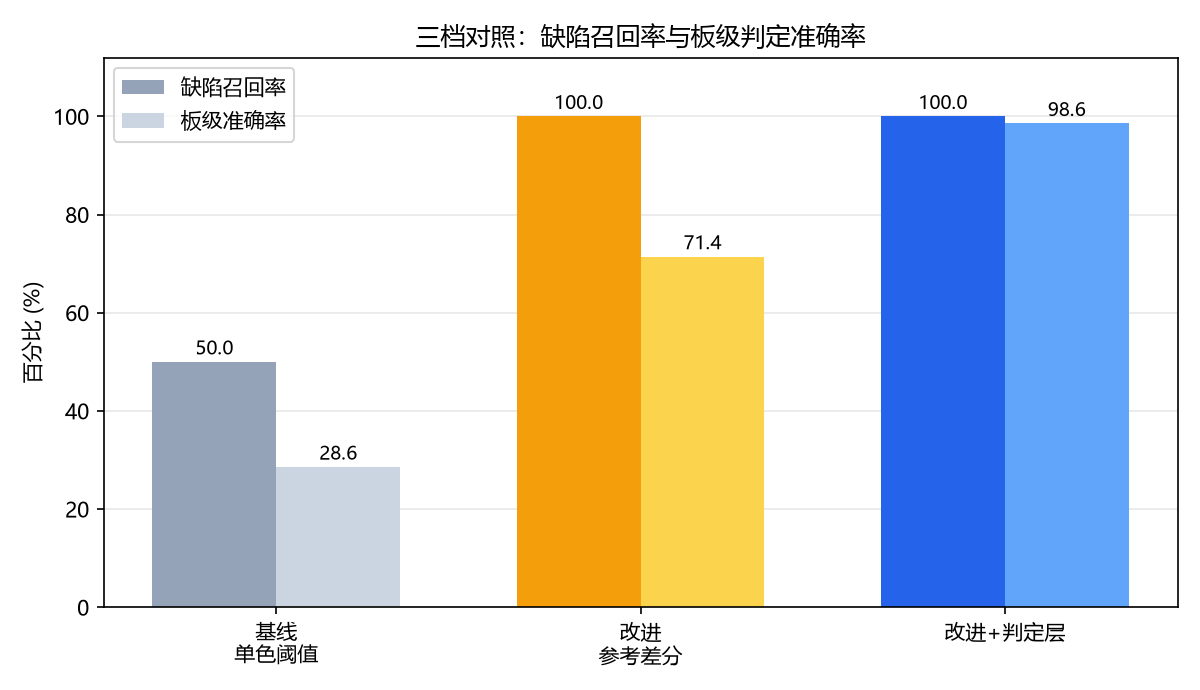 三档对照：缺陷召回率与板级判定准确率
缺陷召回率
板级准确率
百分比 (%)
100
80
60
40
20
0
50.0
28.6
100.0
71.4
100.0
98.6
基线
单色阈值
改进
参考差分
改进+判定层